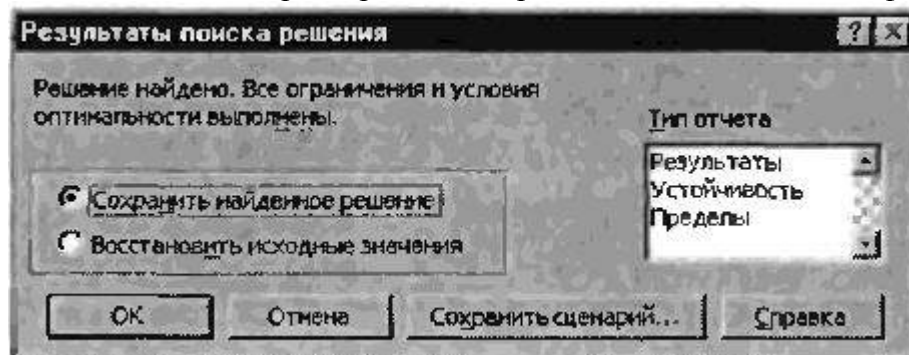 Результаты поиска решения
Решение найдено. Все ограничения и условия
оптимальности выполнены.
Тип отчета
Результаты
Устойчивость
Пределы
Сохранить найденное решение
Восстановить исходные значения
ОК Отмена Сохранить сценарий... Справка